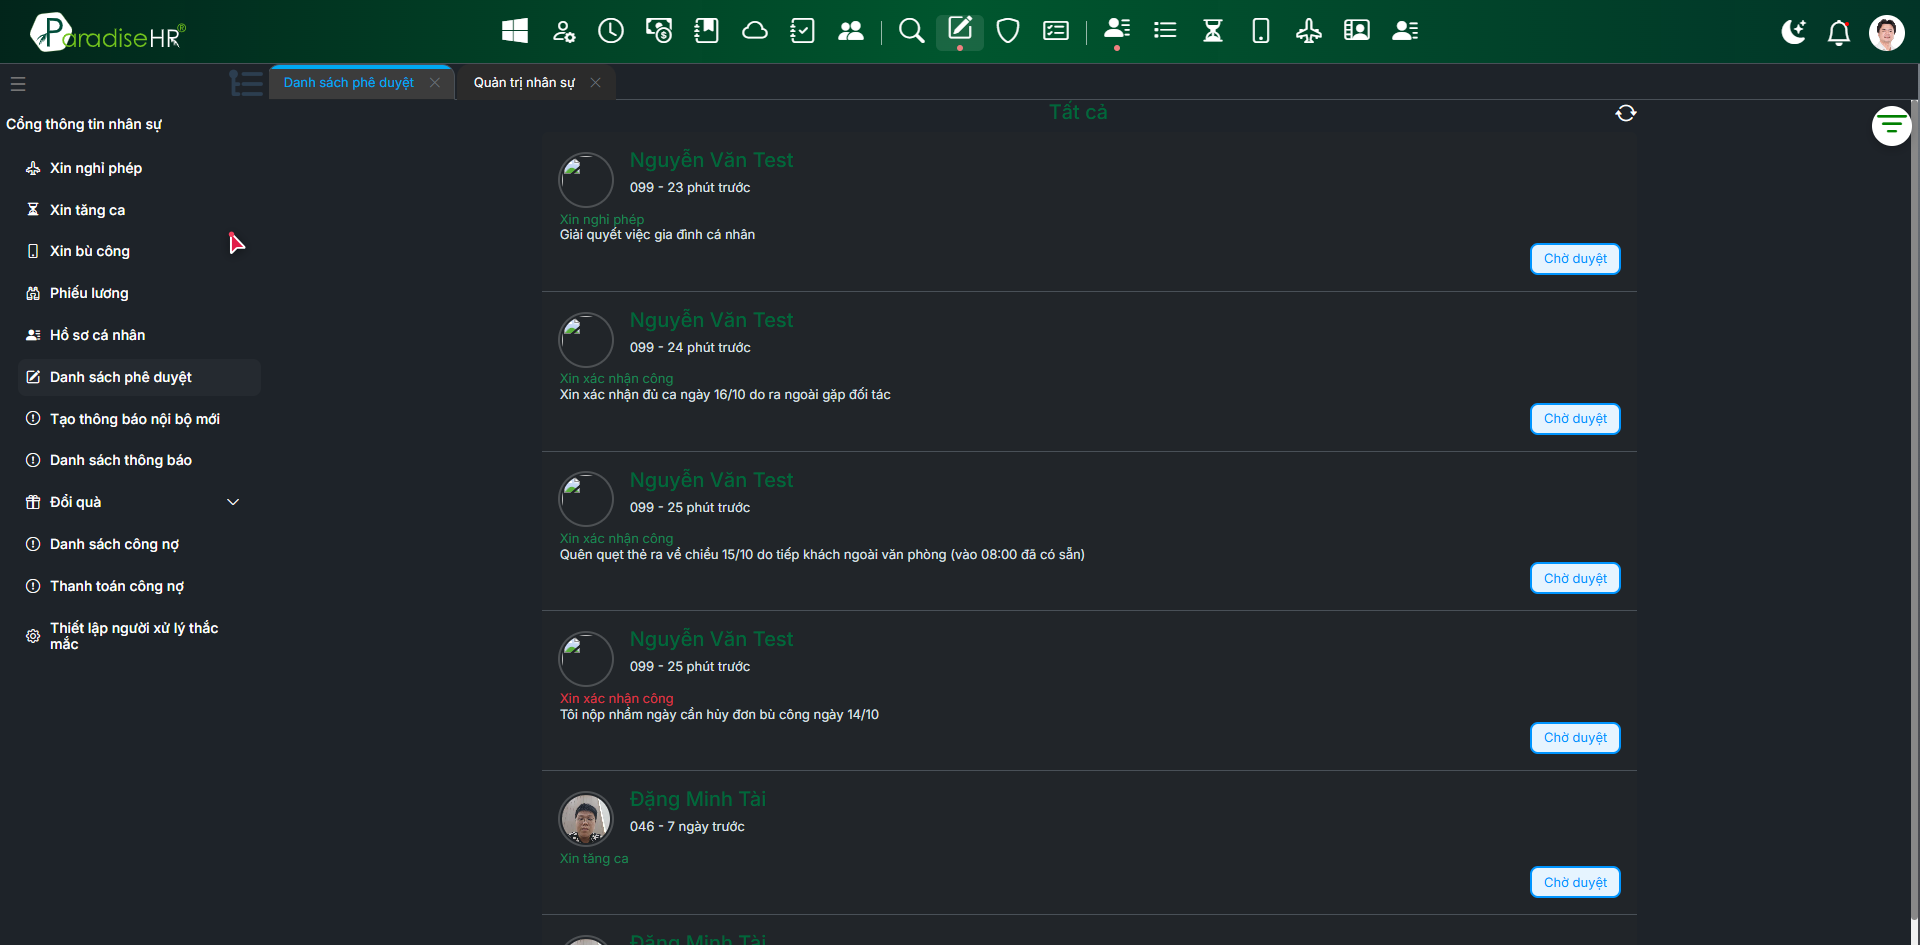 ParadiseHR®
Danh sách phê duyệt
Quản trị nhân sự
Cổng thông tin nhân sự
Xin nghỉ phép
Xin tăng ca
Xin bù công
Phiếu lương
Hồ sơ cá nhân
Danh sách phê duyệt
Tạo thông báo nội bộ mới
Danh sách thông báo
Đổi quà
Danh sách công nợ
Thanh toán công nợ
Thiết lập người xử lý thắc
mắc
Tất cả
Nguyễn Văn Test
099 - 23 phút trước
Xin nghỉ phép
Giải quyết việc gia đình cá nhân
Chờ duyệt
Nguyễn Văn Test
099 - 24 phút trước
Xin xác nhận công
Xin xác nhận đủ ca ngày 16/10 do ra ngoài gặp đối tác
Chờ duyệt
Nguyễn Văn Test
099 - 25 phút trước
Xin xác nhận công
Quên quẹt thẻ ra về chiều 15/10 do tiếp khách ngoài văn phòng (vào 08:00 đã có sẵn)
Chờ duyệt
Nguyễn Văn Test
099 - 25 phút trước
Xin xác nhận công
Tôi nộp nhầm ngày cần hủy đơn bù công ngày 14/10
Chờ duyệt
Đặng Minh Tài
046 - 7 ngày trước
Xin tăng ca
Chờ duyệt
Đặng Minh Tài